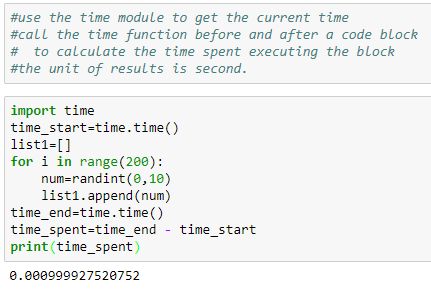 #use the time module to get the current time
#call the time function before and after a code block
#  to calculate the time spent executing the block
#the unit of results is second.
import time
time_start=time.time()
list1=[]
for i in range(200):
    num=randint(0,10)
    list1.append(num)
time_end=time.time()
time_spent=time_end - time_start
print(time_spent)
0.000999927520752